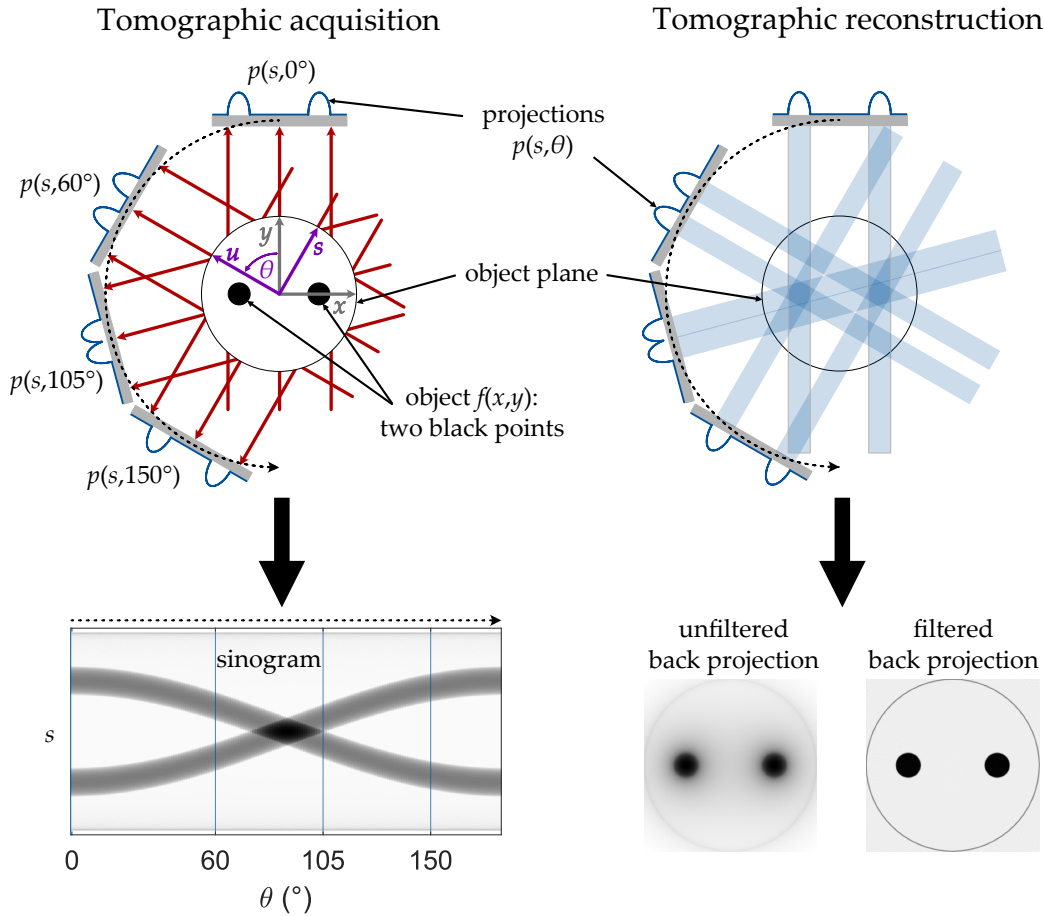 Tomographic acquisition
Tomographic reconstruction
p(s,0°)
projections
p(s,θ)
p(s,60°)
y
s
u
θ
x
object plane
p(s,105°)
object f(x,y):
two black points
p(s,150°)
sinogram
s
0
60
105
150
θ (°)
unfiltered
back projection
filtered
back projection